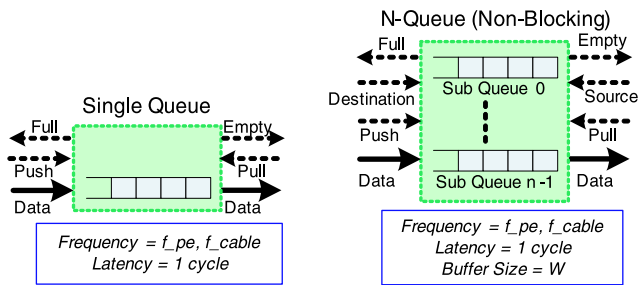 Single Queue
Full
Empty
Push
Pull
Data
Data
Frequency = f_pe, f_cable
Latency = 1 cycle
N-Queue (Non-Blocking)
Full
Empty
Sub Queue 0
Destination
Source
Push
Pull
Data
Data
Sub Queue n-1
Frequency = f_pe, f_cable
Latency = 1 cycle
Buffer Size = W